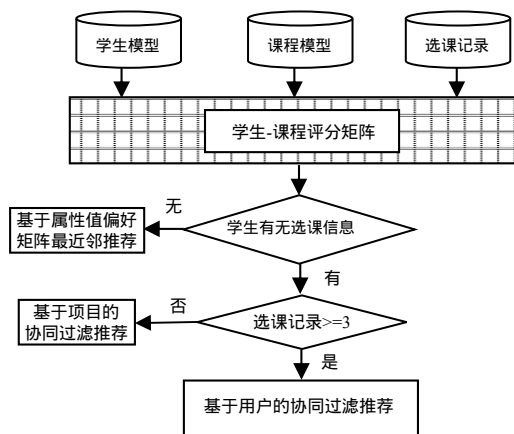 学生模型
课程模型
选课记录
学生-课程评分矩阵
学生有无选课信息
无
基于属性值偏好
矩阵最近邻推荐
有
选课记录>=3
否
基于项目的
协同过滤推荐
是
基于用户的协同过滤推荐